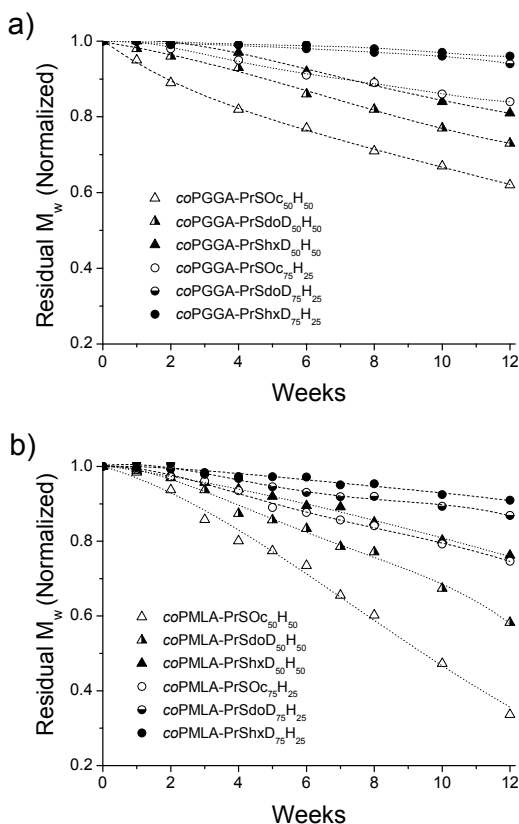 a)
Residual M_w (Normalized)
1.0
0.8
0.6
0.4
0.2
coPGGA-PrSOc₅₀H₅₀
coPGGA-PrSdoD₅₀H₅₀
coPGGA-PrShxD₅₀H₅₀
coPGGA-PrSOc₇₅H₂₅
coPGGA-PrSdoD₇₅H₂₅
coPGGA-PrShxD₇₅H₂₅
0 2 4 6 8 10 12
Weeks
b)
Residual M_w (Normalized)
1.0
0.8
0.6
0.4
0.2
coPMLA-PrSOc₅₀H₅₀
coPMLA-PrSdoD₅₀H₅₀
coPMLA-PrShxD₅₀H₅₀
coPMLA-PrSOc₇₅H₂₅
coPMLA-PrSdoD₇₅H₂₅
coPMLA-PrShxD₇₅H₂₅
0 2 4 6 8 10 12
Weeks